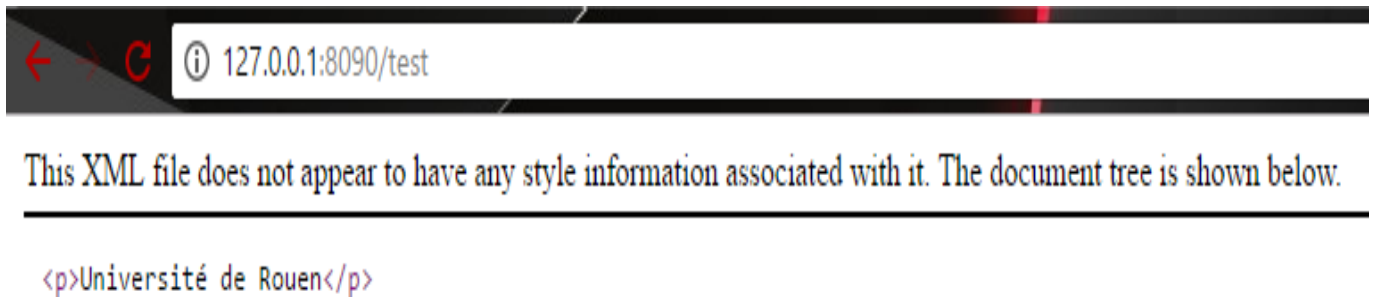 127.0.0.1:8090/test
This XML file does not appear to have any style information associated with it. The document tree is shown below.
<p>Université de Rouen</p>